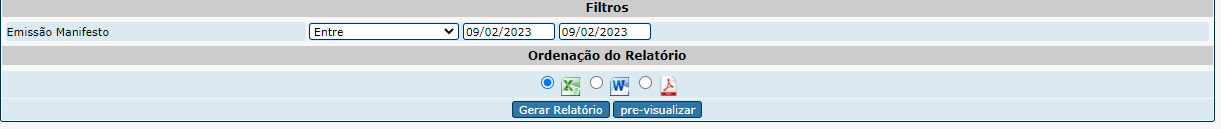 Filtros
Emissão Manifesto Entre 09/02/2023 09/02/2023
Ordenação do Relatório
Gerar Relatório pre-visualizar